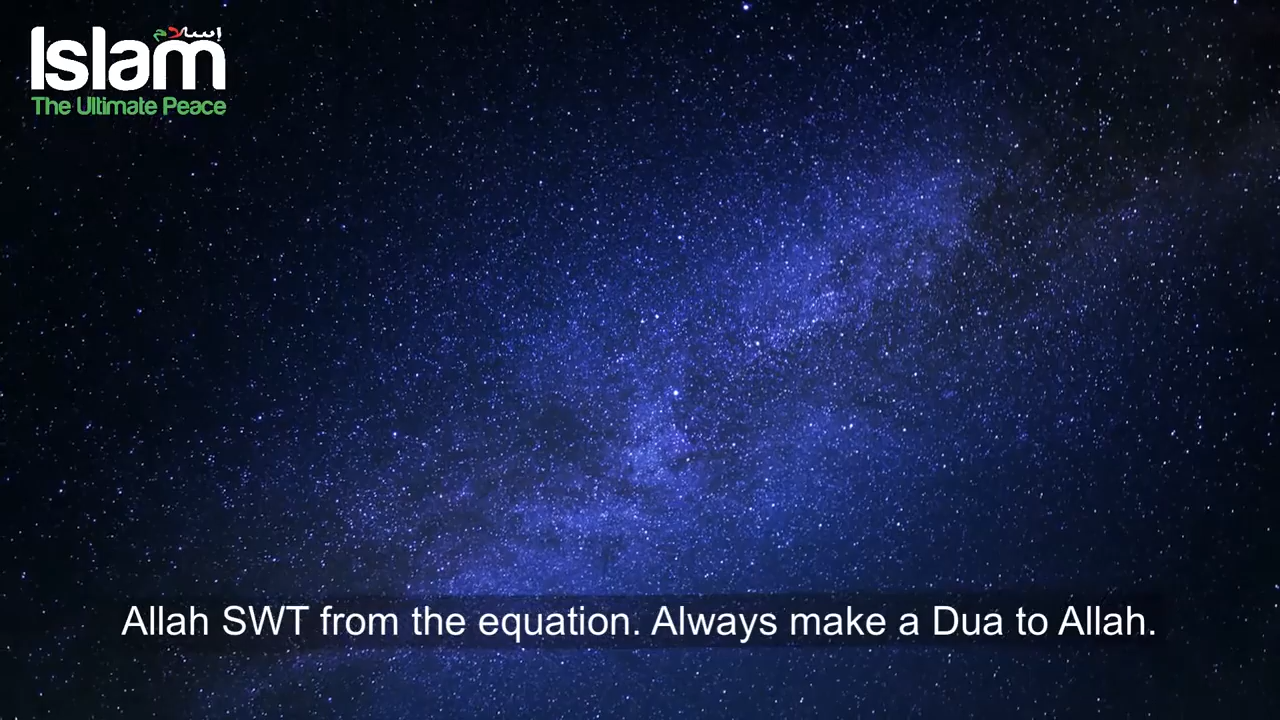 إسلام
Islam
The Ultimate Peace
Allah SWT from the equation. Always make a Dua to Allah.